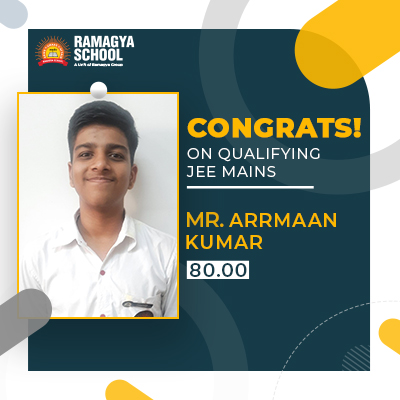 RAMAGYA
SCHOOL
A Unit of Ramagya Group
CONGRATS!
ON QUALIFYING
JEE MAINS
MR. ARRMAAN
KUMAR
80.00